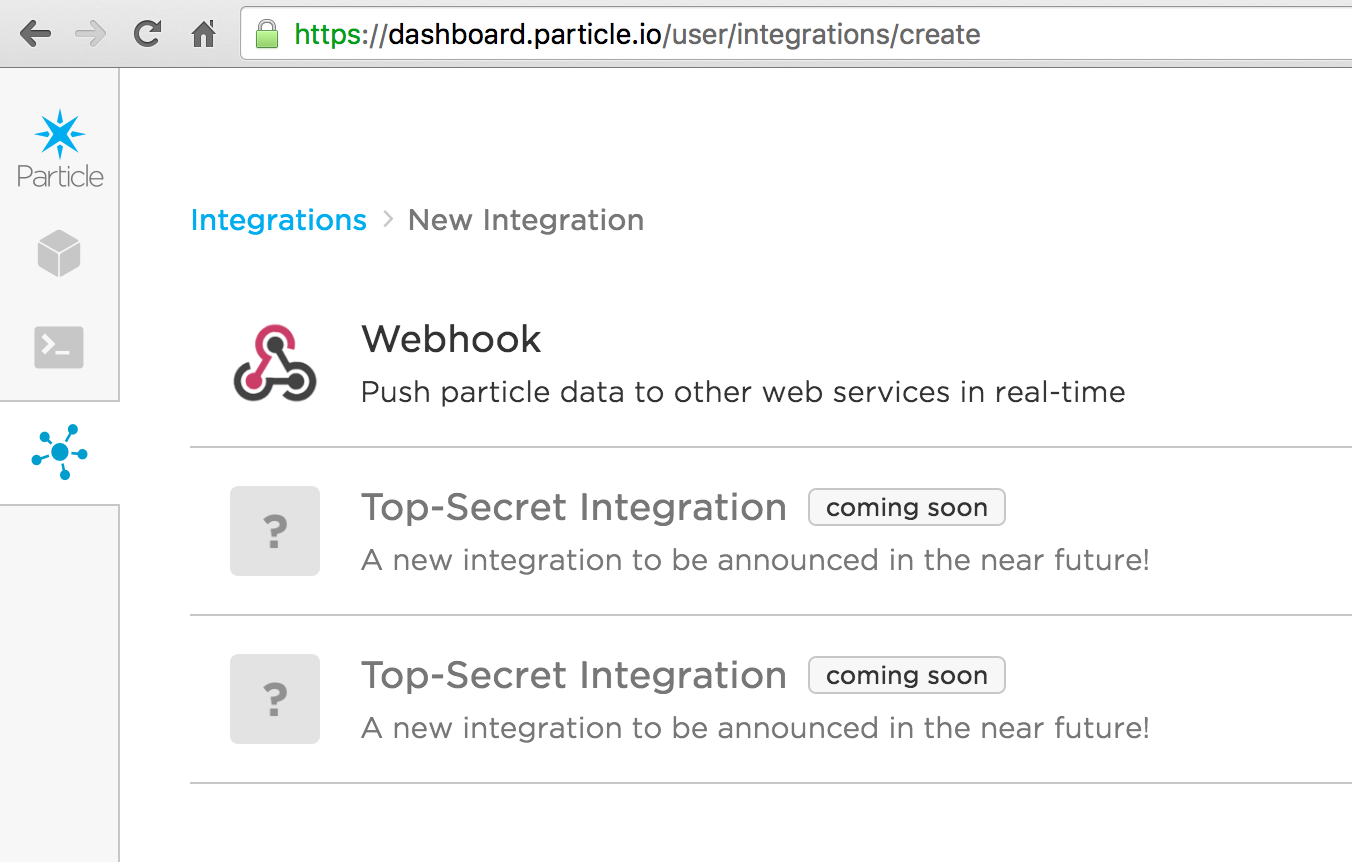 https://dashboard.particle.io/user/integrations/create
Particle
Integrations > New Integration
Webhook
Push particle data to other web services in real-time
? Top-Secret Integration coming soon
A new integration to be announced in the near future!
? Top-Secret Integration coming soon
A new integration to be announced in the near future!